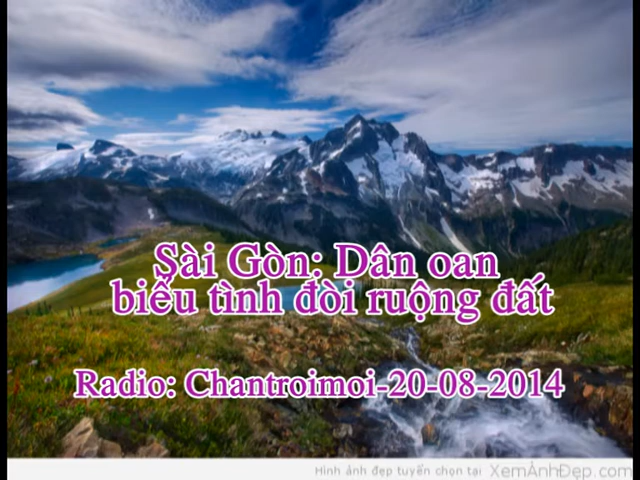 Sài Gòn: Dân oan
biểu tình đòi ruộng đất
Radio: Chantroimoi-20-08-2014
Hình ảnh đẹp tuyển chọn tại XemAnhDep.com